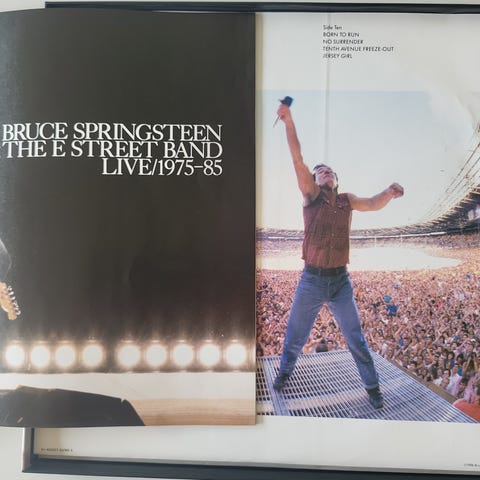 BRUCE SPRINGSTEEN
THE E STREET BAND
LIVE/1975–85
Side Ten
BORN TO RUN
NO SURRENDER
TENTH AVENUE FREEZE-OUT
JERSEY GIRL